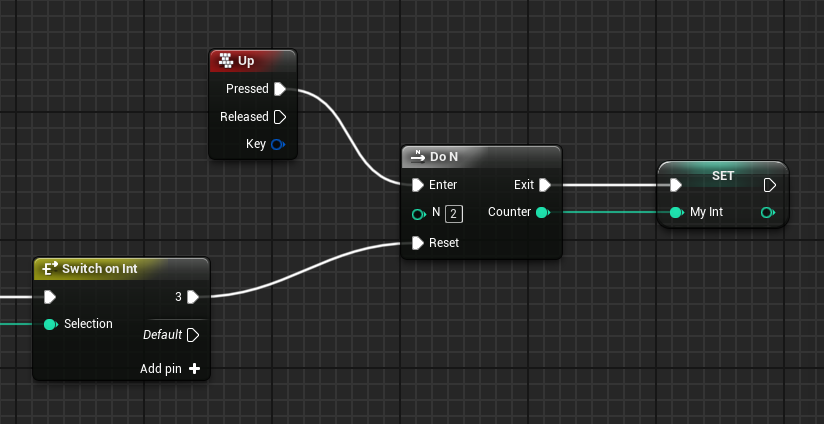 Up
Pressed
Released
Key
N
Do N
Enter
Exit
N 2
Counter
Reset
SET
My Int
Switch on Int
3
Selection
Default
Add pin